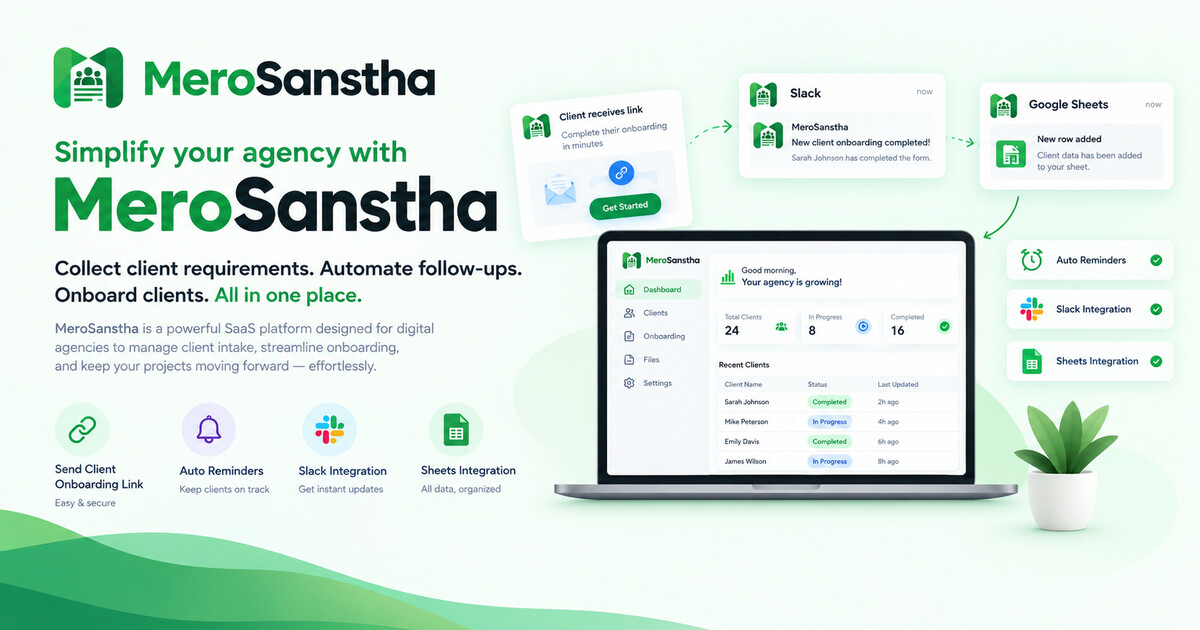 MeroSanstha
Simplify your agency with
MeroSanstha
Collect client requirements. Automate follow-ups.
Onboard clients. All in one place.
MeroSanstha is a powerful SaaS platform designed for digital
agencies to manage client intake, streamline onboarding,
and keep your projects moving forward — effortlessly.
Send Client
Onboarding Link
Easy & secure
Auto Reminders
Keep clients on track
Slack Integration
Get instant updates
Sheets Integration
All data, organized
Client receives link
Complete their onboarding
in minutes
Get Started
Slack now
MeroSanstha
New client onboarding completed!
Sarah Johnson has completed the form.
Google Sheets now
New row added
Client data has been added
to your sheet.
MeroSanstha
Dashboard
Clients
Onboarding
Files
Settings
Good morning,
Your agency is growing!
Total Clients
24
In Progress
8
Completed
16
Recent Clients
Client Name Status Last Updated
Sarah Johnson Completed 2h ago
Mike Peterson In Progress 4h ago
Emily Davis Completed 6h ago
James Wilson In Progress 8h ago
Auto Reminders
Slack Integration
Sheets Integration